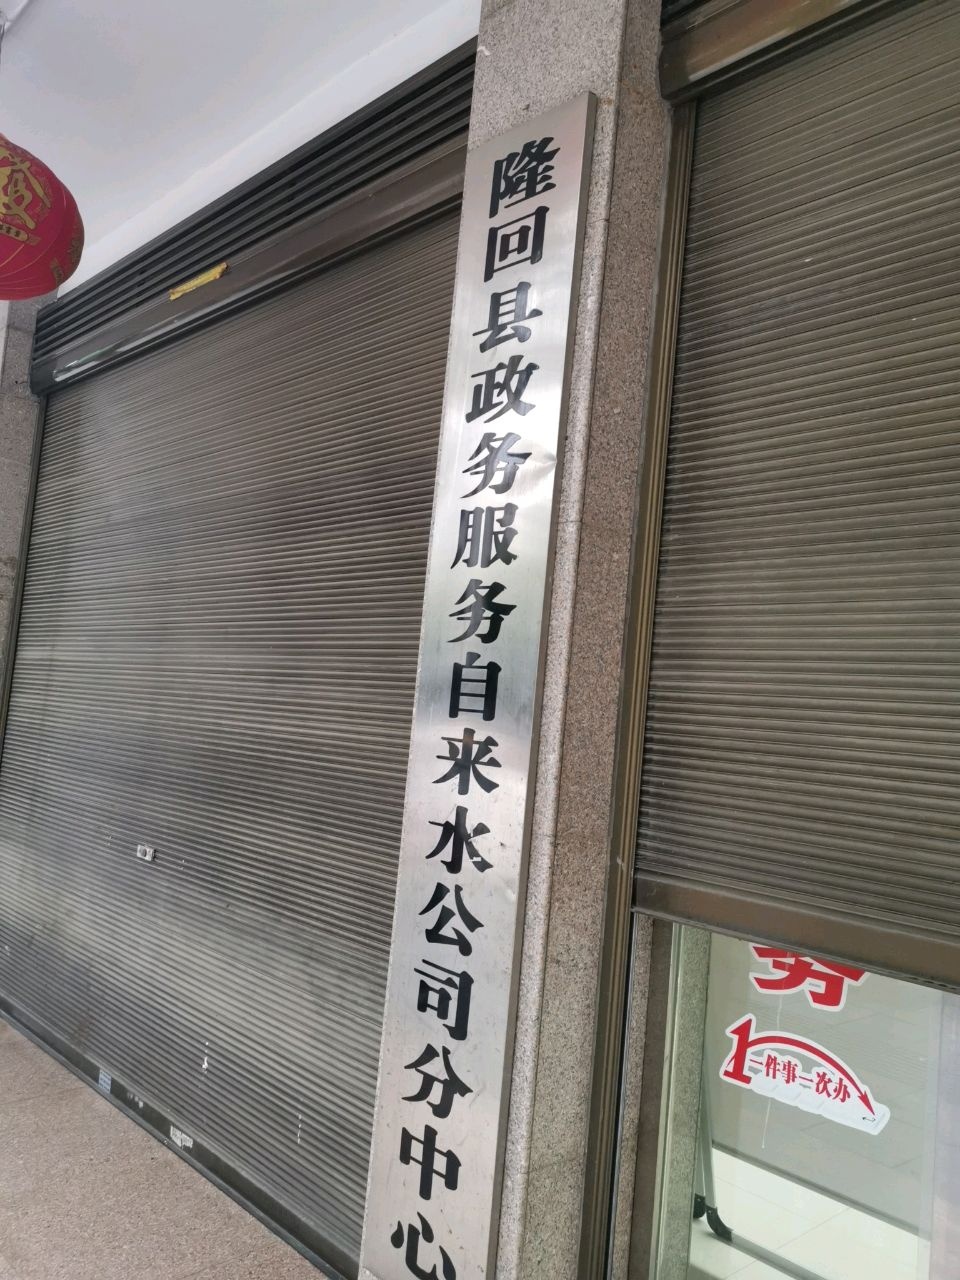 隆回县政务服务自来水公司分中心
务
1一件事一次办